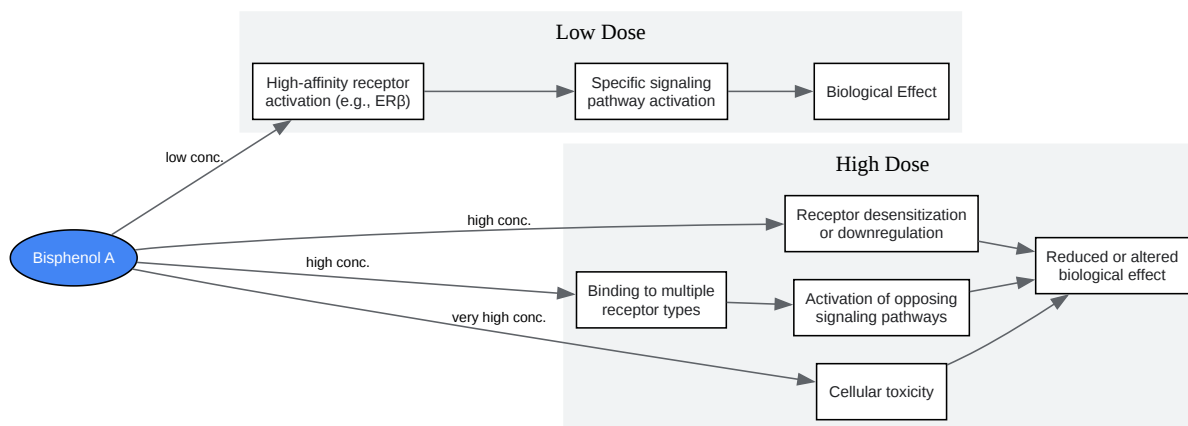 Low Dose
High-affinity receptor
activation (e.g., ERβ)
Specific signaling
pathway activation
Biological Effect
low conc.
High Dose
Bisphenol A
high conc.
Receptor desensitization
or downregulation
high conc.
Binding to multiple
receptor types
Activation of opposing
signaling pathways
Reduced or altered
biological effect
very high conc.
Cellular toxicity